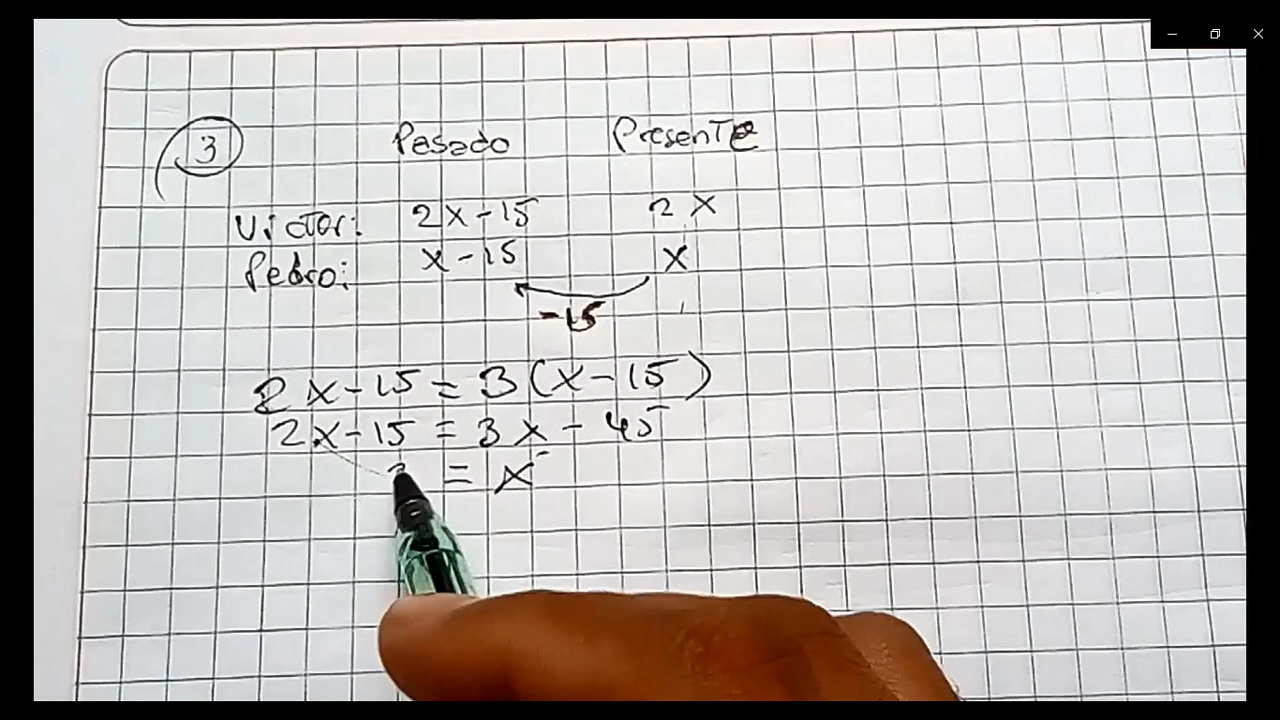 3 Pasado Presente
Victor: 2x-15 2x
Pedro: x-15 x
-15
2x-15=3(x-15)
2x-15=3x-45
= x